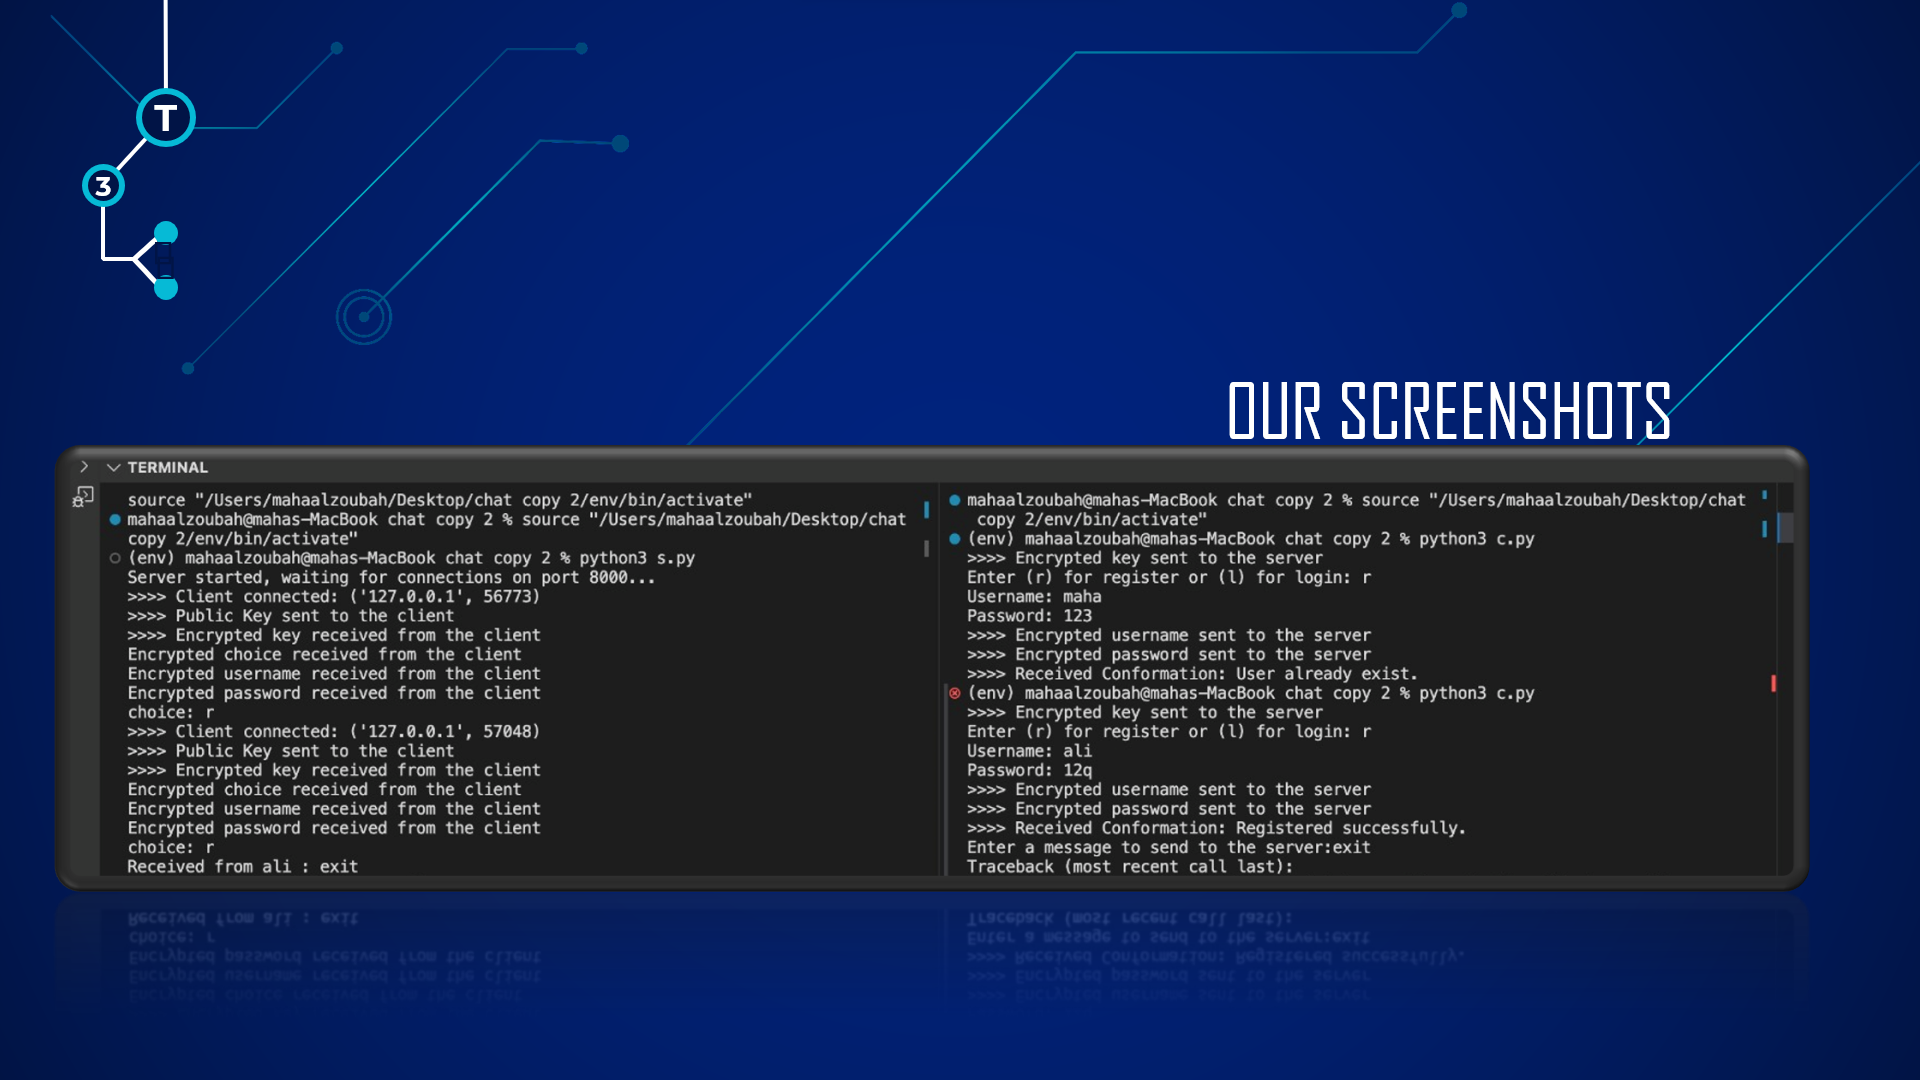 T
3
OUR SCREENSHOTS
TERMINAL
source "/Users/mahaalzoubah/Desktop/chat copy 2/env/bin/activate"
mahaalzoubah@mahas-MacBook chat copy 2 % source "/Users/mahaalzoubah/Desktop/chat
copy 2/env/bin/activate"
(env) mahaalzoubah@mahas-MacBook chat copy 2 % python3 s.py
Server started, waiting for connections on port 8000...
>>>> Client connected: ('127.0.0.1', 56773)
>>>> Public Key sent to the client
>>>> Encrypted key received from the client
Encrypted choice received from the client
Encrypted username received from the client
Encrypted password received from the client
choice: r
>>>> Client connected: ('127.0.0.1', 57048)
>>>> Public Key sent to the client
>>>> Encrypted key received from the client
Encrypted choice received from the client
Encrypted username received from the client
Encrypted password received from the client
choice: r
Received from ali : exit
mahaalzoubah@mahas-MacBook chat copy 2 % source "/Users/mahaalzoubah/Desktop/chat
copy 2/env/bin/activate"
(env) mahaalzoubah@mahas-MacBook chat copy 2 % python3 c.py
>>>> Encrypted key sent to the server
Enter (r) for register or (l) for login: r
Username: maha
Password: 123
>>>> Encrypted username sent to the server
>>>> Encrypted password sent to the server
>>>> Received Conformation: User already exist.
(env) mahaalzoubah@mahas-MacBook chat copy 2 % python3 c.py
>>>> Encrypted key sent to the server
Enter (r) for register or (l) for login: r
Username: ali
Password: 12q
>>>> Encrypted username sent to the server
>>>> Encrypted password sent to the server
>>>> Received Conformation: Registered successfully.
Enter a message to send to the server:exit
Traceback (most recent call last):